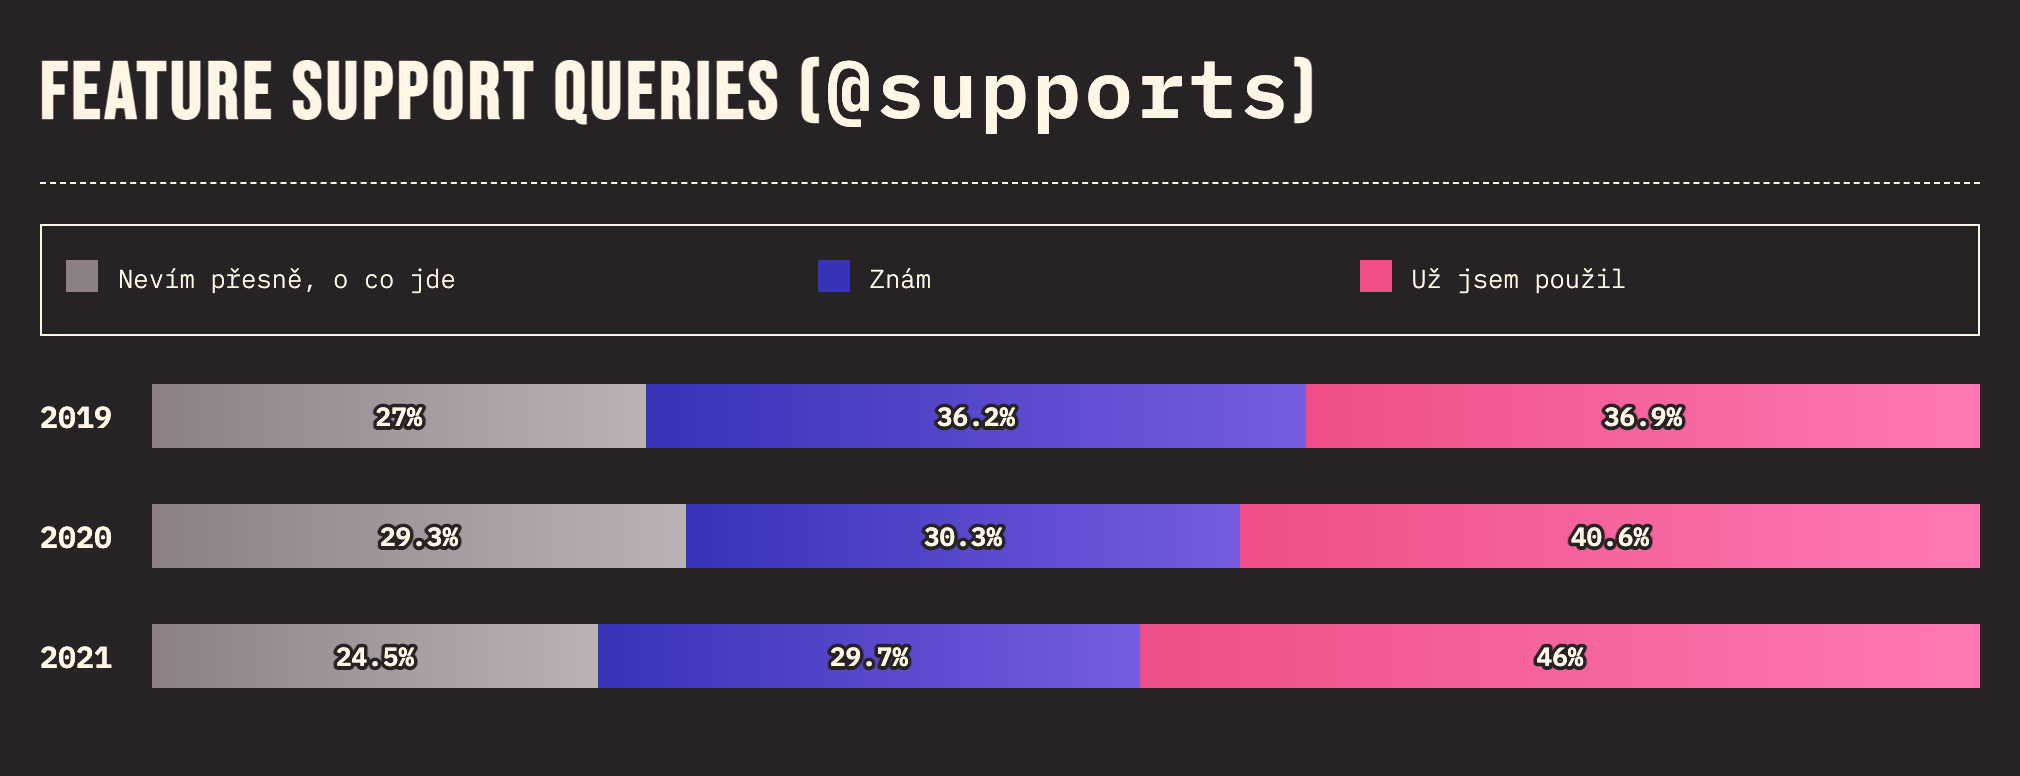 FEATURE SUPPORT QUERIES (@supports)
Nevím přesně, o co jde Znám Už jsem použil
2019 27% 36.2% 36.9%
2020 29.3% 30.3% 40.6%
2021 24.5% 29.7% 46%